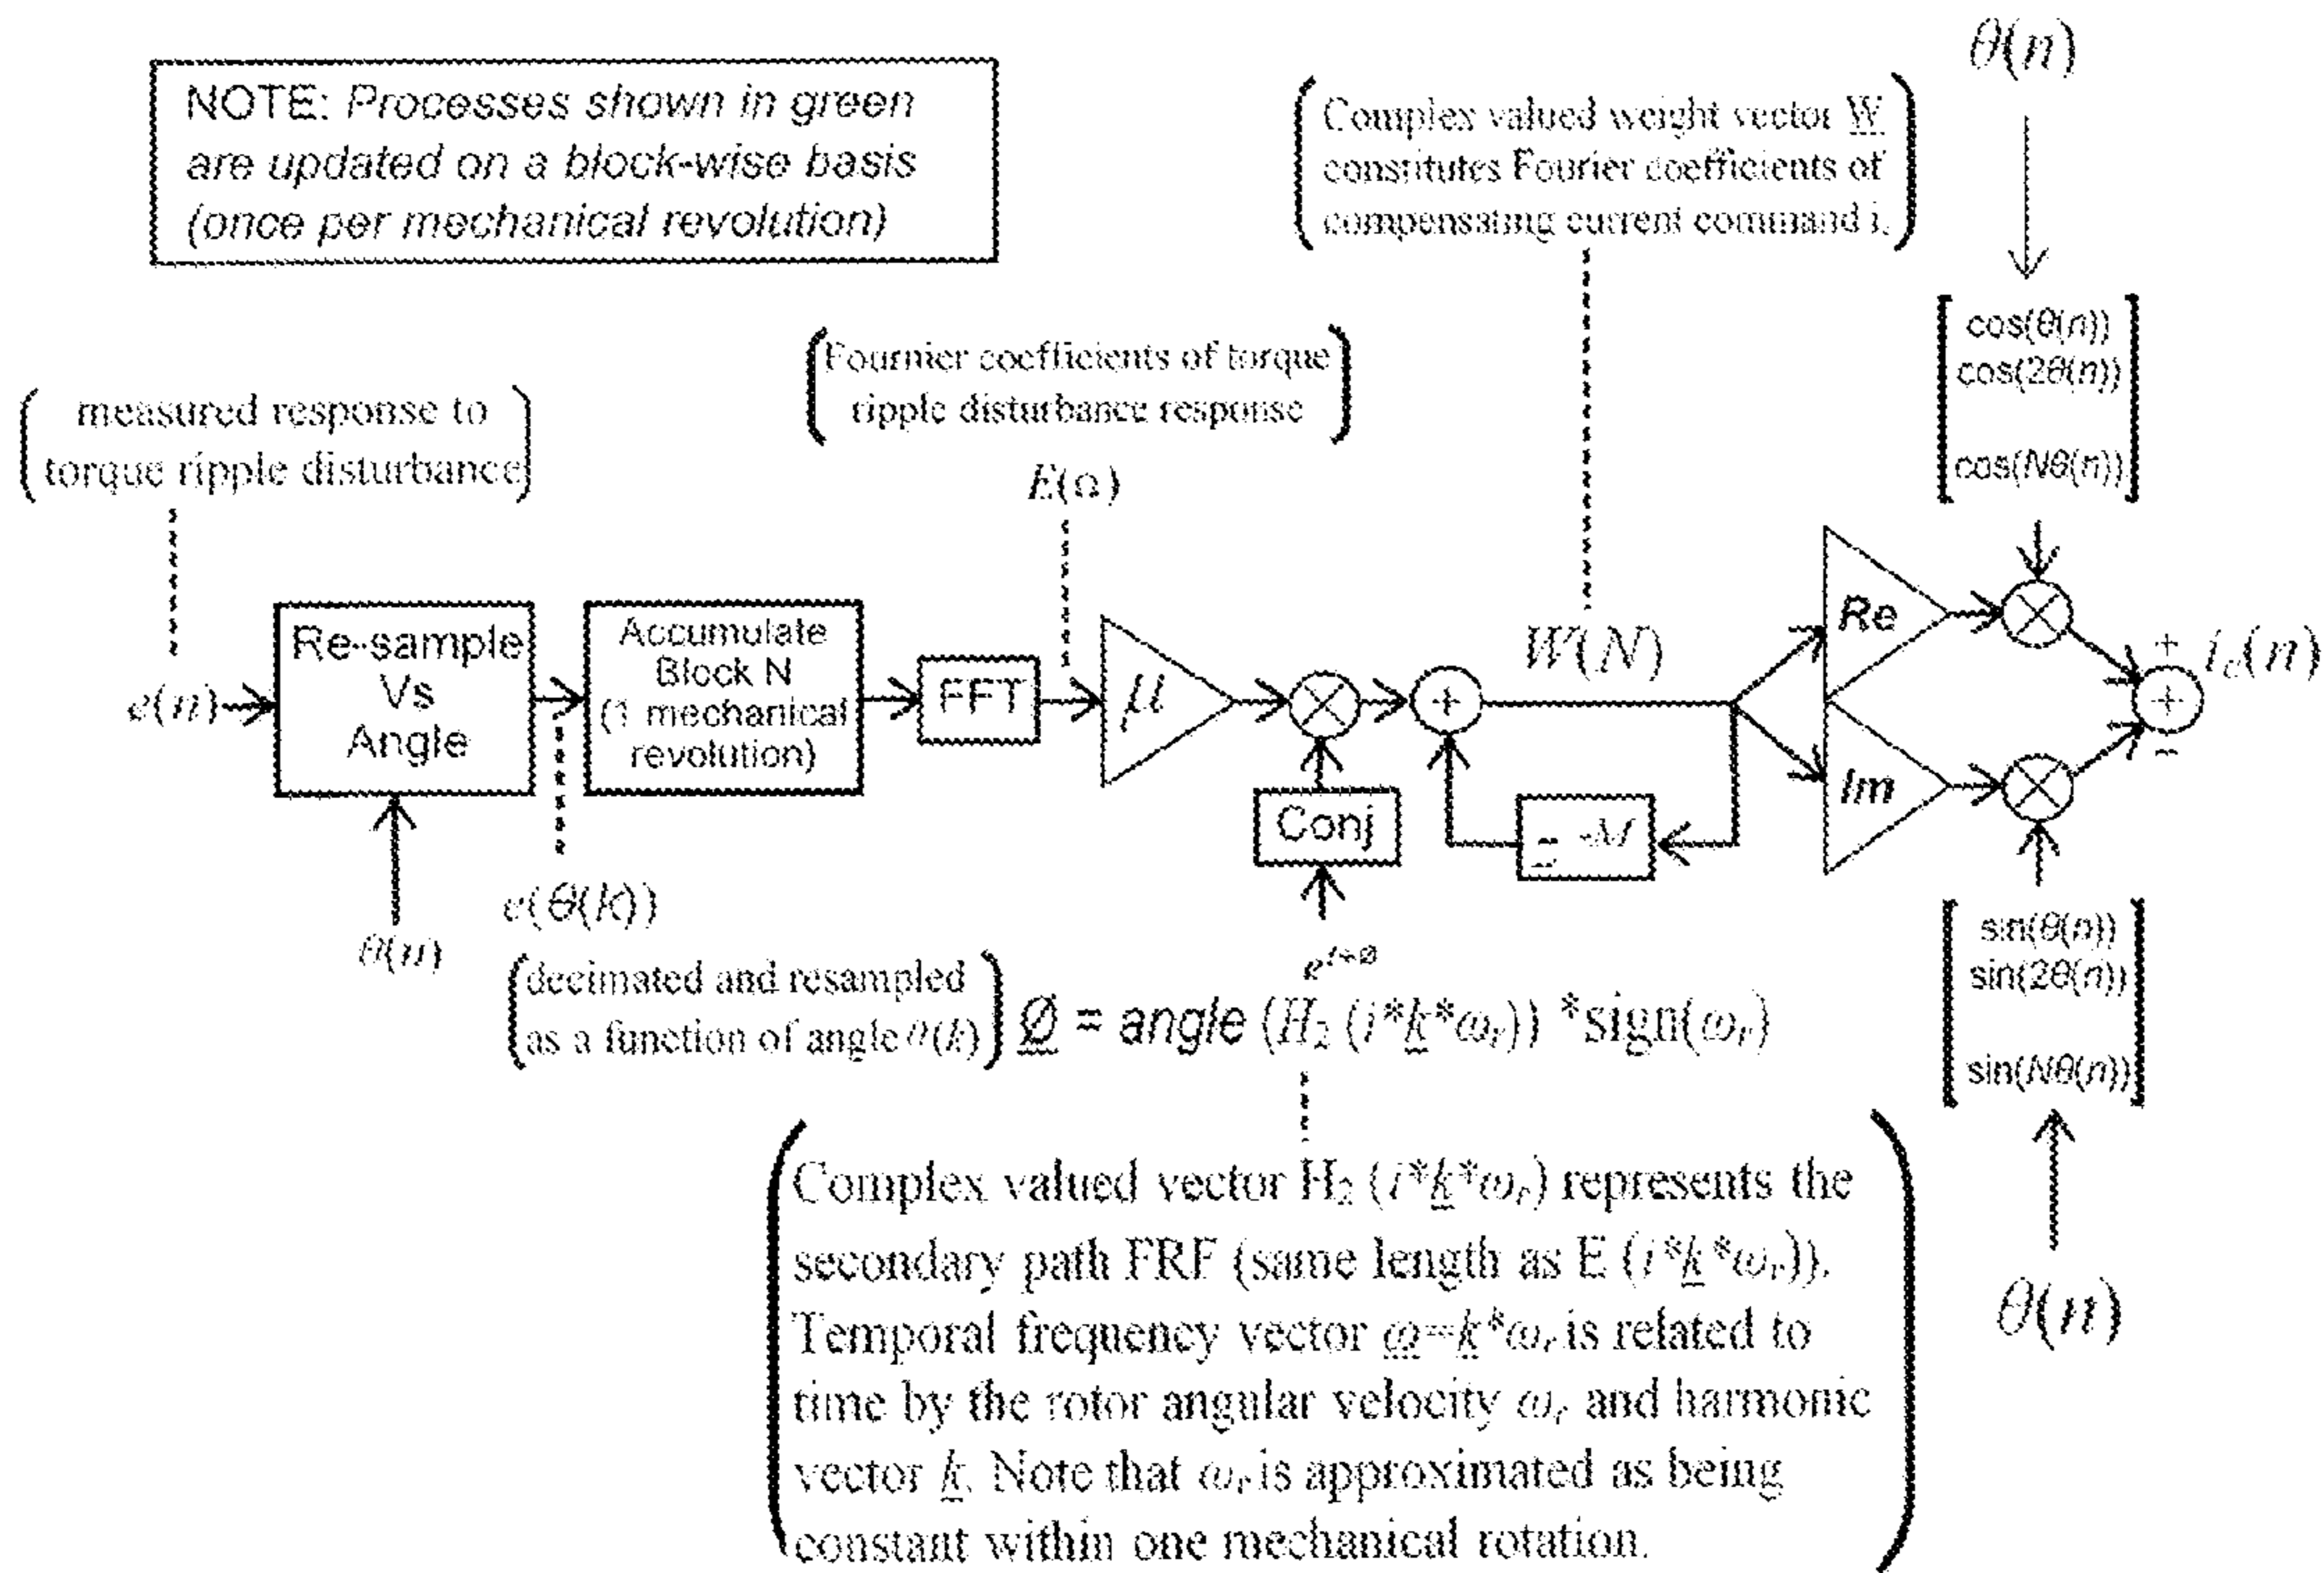 θ(n)
NOTE: Processes shown in green
are updated on a block-wise basis
(once per mechanical revolution)
Complex valued weight vector W
constitutes Fourier coefficients of
compensating current command i.
cos(θ(n))
cos(2θ(n))
cos(Nθ(n))
Fournier coefficients of torque
ripple disturbance response
E(Ω)
measured response to
torque ripple disturbance
e(n)
Re-sample
Vs
Angle
Accumulate
Block N
(1 mechanical
revolution)
FFT
μ
W(N)
Re
Im
+
+
+
-
i_c(n)
Conj
θ(n)
e(θ(k))
decimated and resampled
as a function of angle θ(k)
Ø = angle (H₂ (i*k*ωᵣ)) *sign(ωᵣ)
sin(θ(n))
sin(2θ(n))
sin(Nθ(n))
θ(n)
Complex valued vector H₂ (i*k*ωᵣ) represents the
secondary path FRF (same length as E (i*k*ωᵣ)).
Temporal frequency vector ω=k*ωᵣ is related to
time by the rotor angular velocity ωᵣ and harmonic
vector k. Note that ωᵣ is approximated as being
constant within one mechanical rotation.